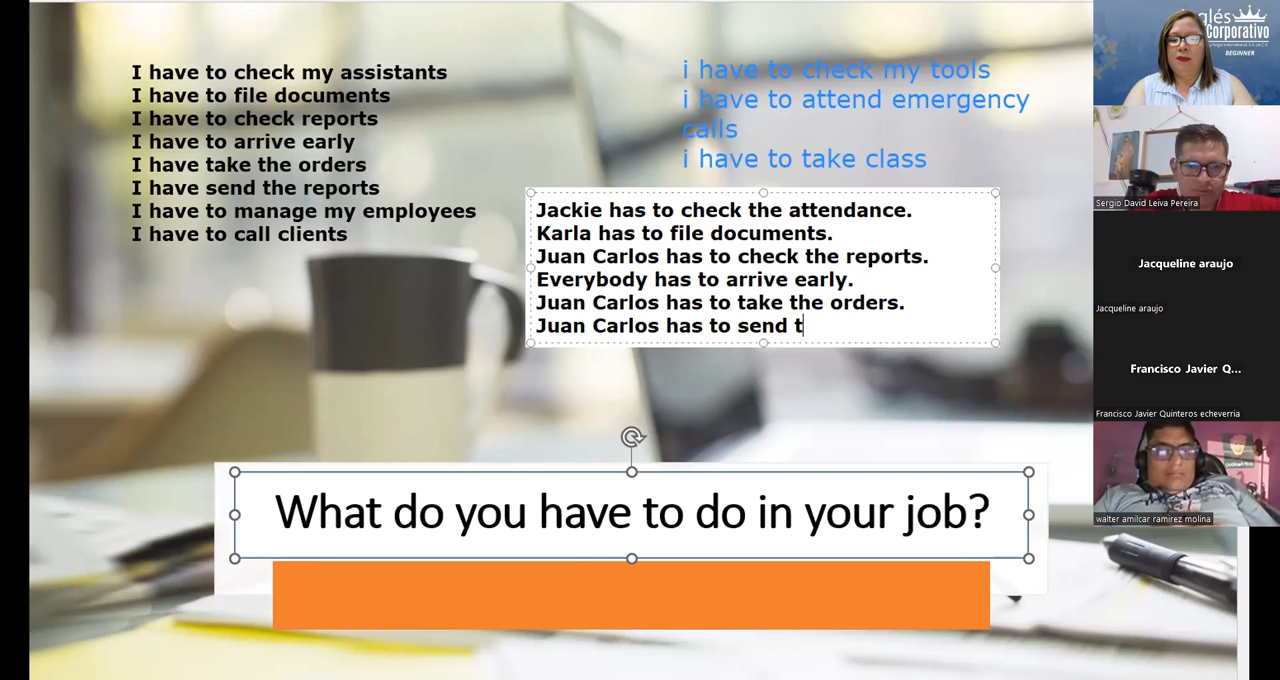 I have to check my assistants
I have to file documents
I have to check reports
I have to arrive early
I have take the orders
I have send the reports
I have to manage my employees
I have to call clients
i have to check my tools
i have to attend emergency
calls
i have to take class
Jackie has to check the attendance.
Karla has to file documents.
Juan Carlos has to check the reports.
Everybody has to arrive early.
Juan Carlos has to take the orders.
Juan Carlos has to send t
What do you have to do in your job?
Corporativo
BEGINNER
Sergio David Leiva Pereira
Jacqueline araujo
Jacqueline araujo
Francisco Javier Q...
Francisco Javier Quinteros echeverria
walter amilcar ramirez molina